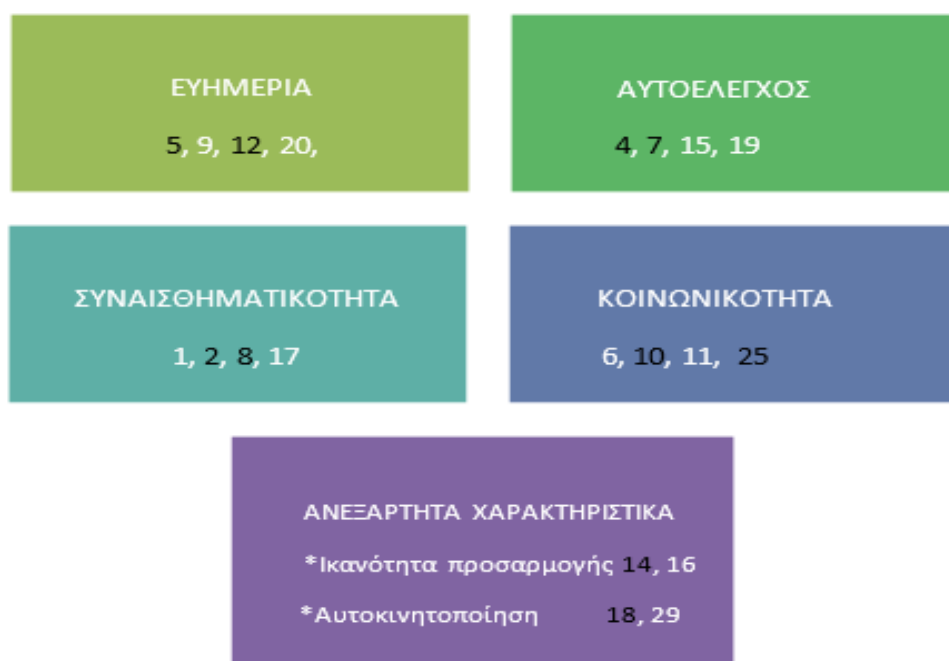 ΕΥΗΜΕΡΙΑ
5, 9, 12, 20,
ΑΥΤΟΕΛΕΓΧΟΣ
4, 7, 15, 19
ΣΥΝΑΙΣΘΗΜΑΤΙΚΟΤΗΤΑ
1, 2, 8, 17
ΚΟΙΝΩΝΙΚΟΤΗΤΑ
6, 10, 11, 25
ΑΝΕΞΑΡΤΗΤΑ ΧΑΡΑΚΤΗΡΙΣΤΙΚΑ
*Ικανότητα προσαρμογής 14, 16
*Αυτοκινητοποίηση 18, 29